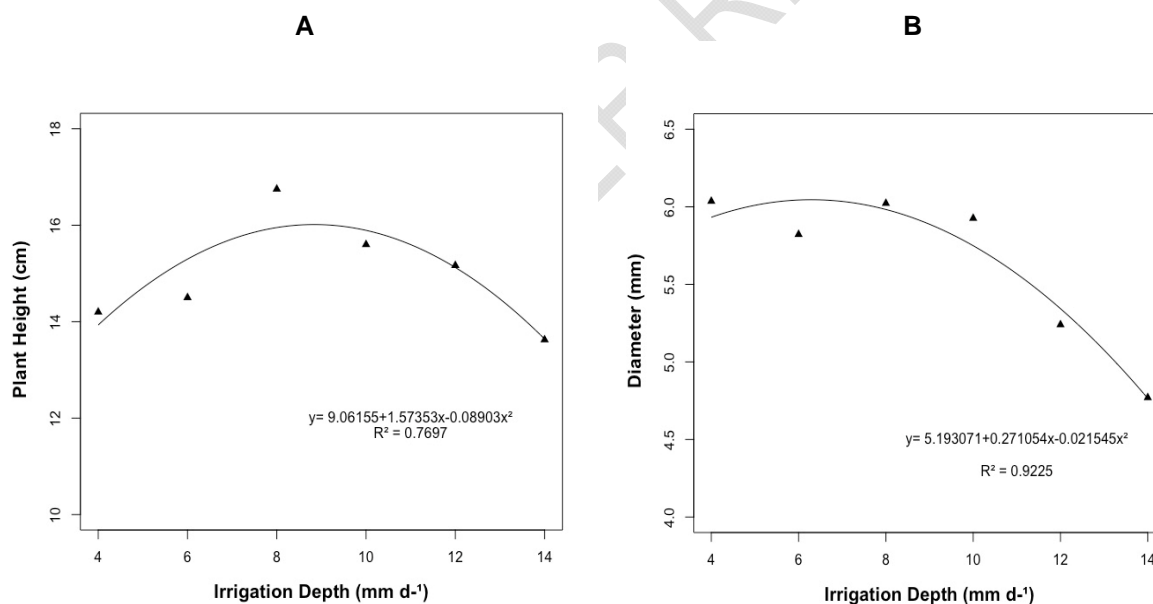 A
B
Plant Height (cm)
18
16
14
12
10
y= 9.06155+1.57353x-0.08903x²
R² = 0.7697
4 6 8 10 12 14
Irrigation Depth (mm d-¹)
Diameter (mm)
6.5
6.0
5.5
5.0
4.5
4.0
y= 5.193071+0.271054x-0.021545x²
R² = 0.9225
4 6 8 10 12 14
Irrigation Depth (mm d-¹)